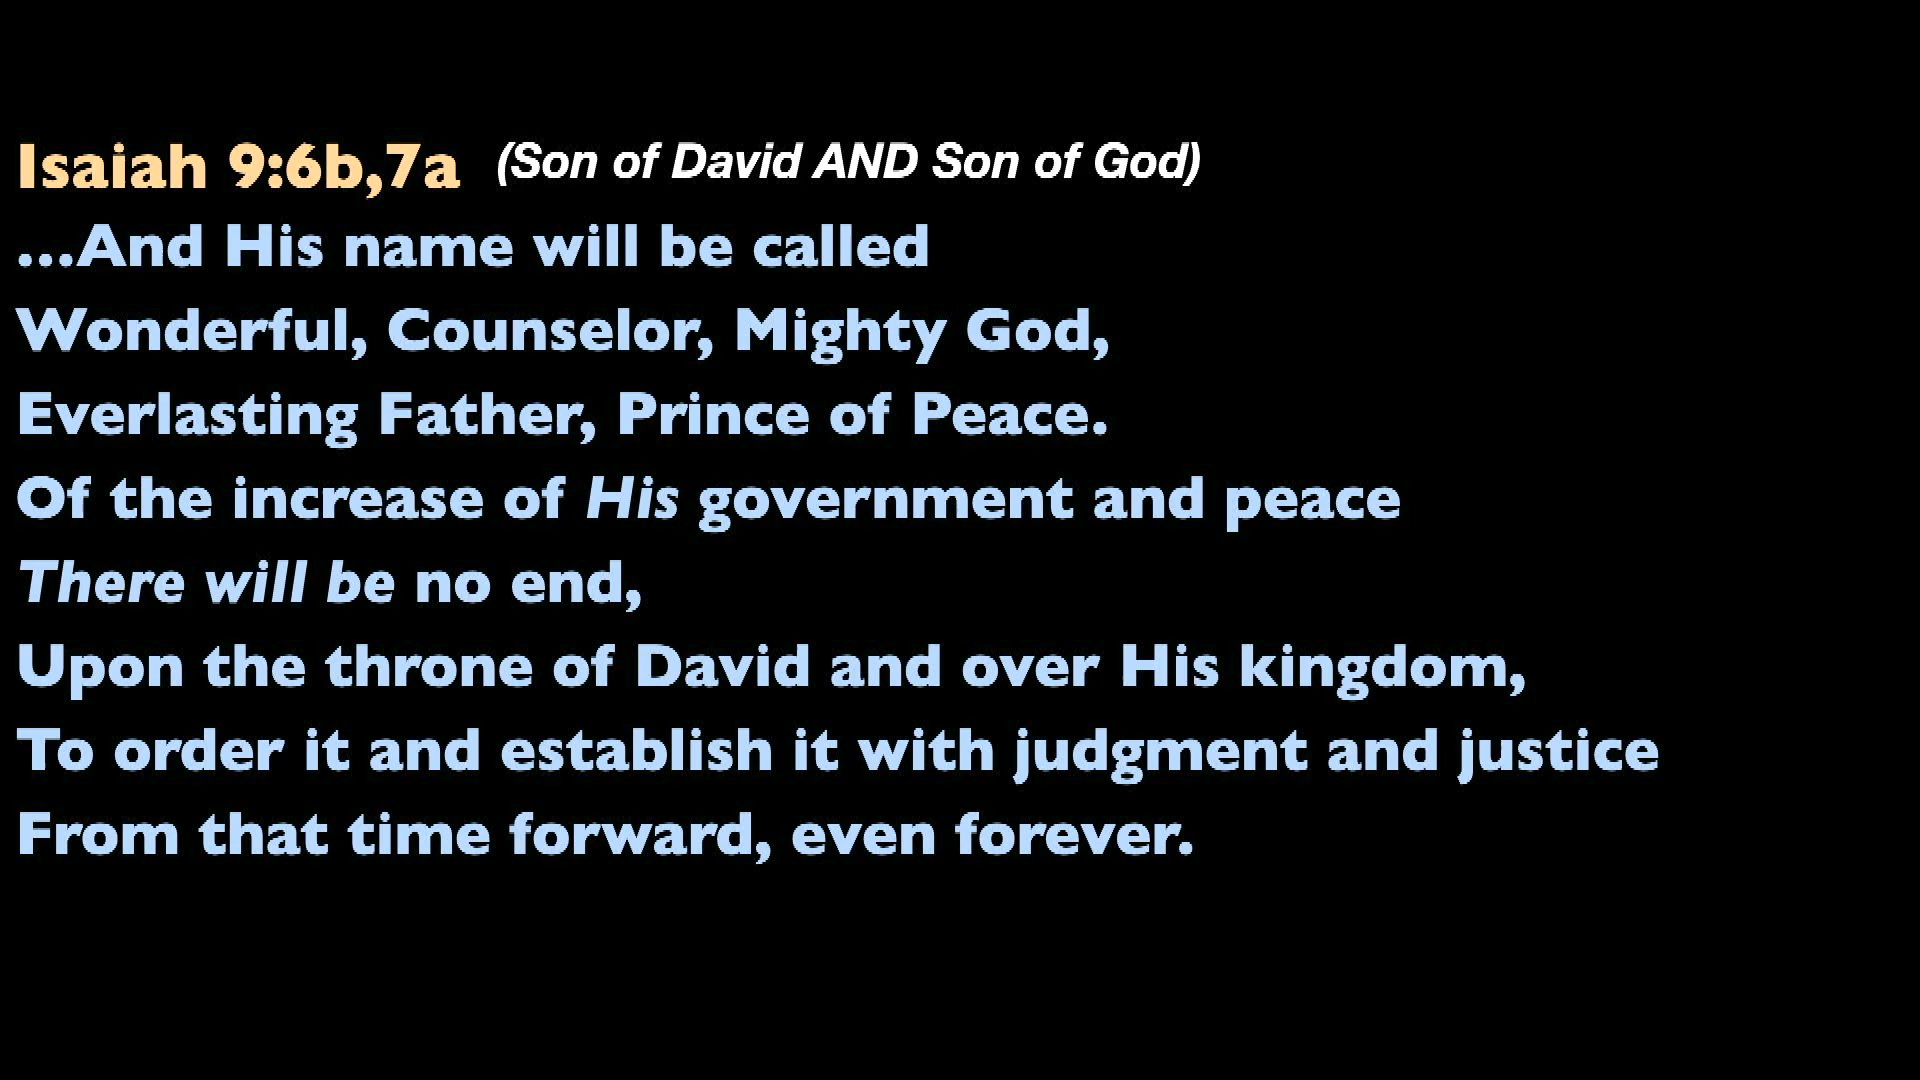 Isaiah 9:6b,7a (Son of David AND Son of God)
...And His name will be called
Wonderful, Counselor, Mighty God,
Everlasting Father, Prince of Peace.
Of the increase of His government and peace
There will be no end,
Upon the throne of David and over His kingdom,
To order it and establish it with judgment and justice
From that time forward, even forever.